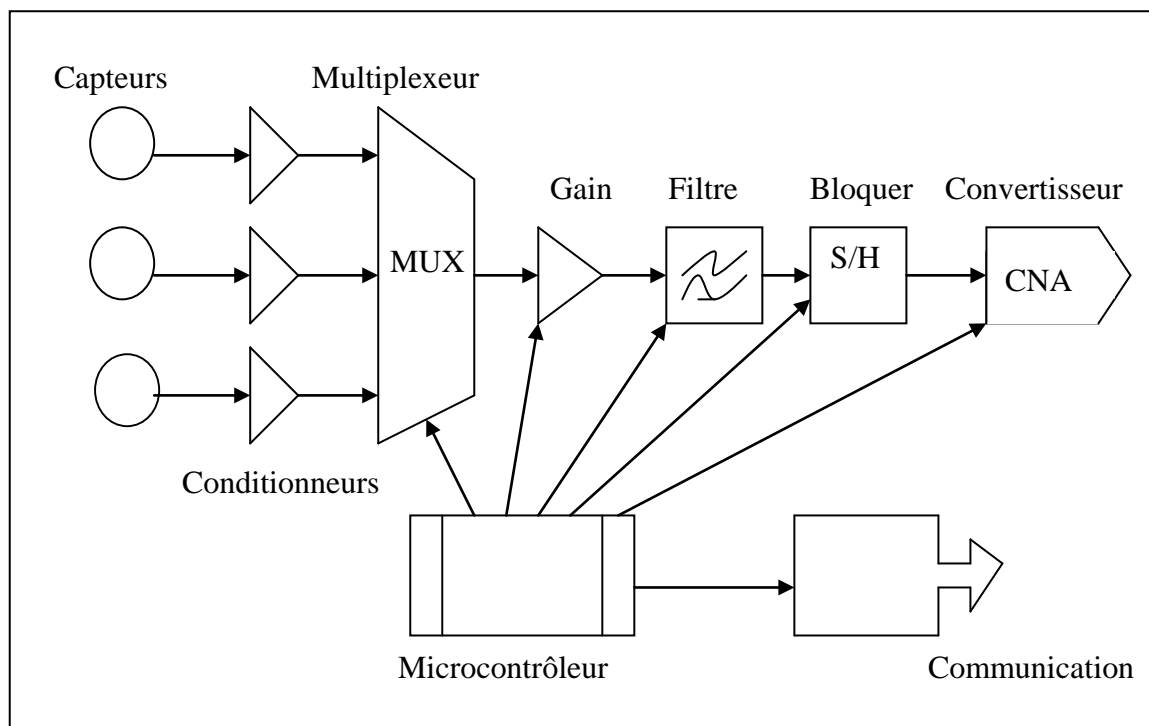 Capteurs
Multiplexeur
Gain
Filtre
Bloquer
Convertisseur
MUX
S/H
CNA
Conditionneurs
Microcontrôleur
Communication